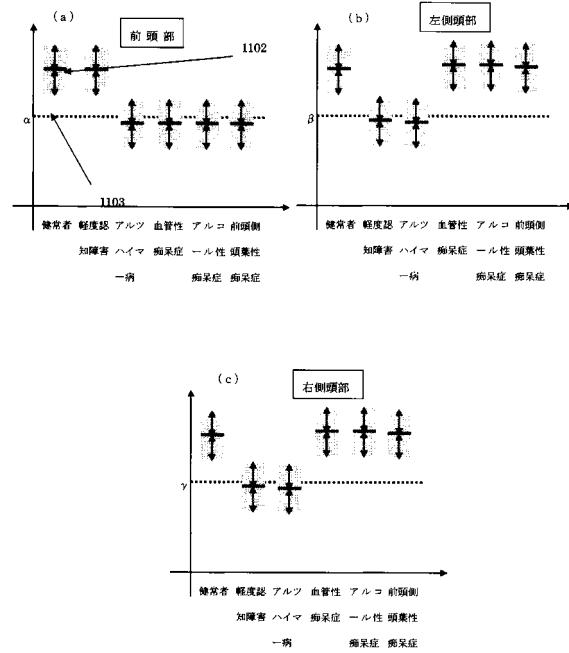 (a)
前頭部
1102
α
1103
健常者 軽度認 アルツ 血管性 アルコ 前頭側
知障害 ハイマ 痴呆症 ール性 頭葉性
ー病 痴呆症 痴呆症
(b)
左側頭部
β
健常者 軽度認 アルツ 血管性 アルコ 前頭側
知障害 ハイマ 痴呆症 ール性 頭葉性
ー病 痴呆症 痴呆症
(c)
右側頭部
γ
健常者 軽度認 アルツ 血管性 アルコ 前頭側
知障害 ハイマ 痴呆症 ール性 頭葉性
ー病 痴呆症 痴呆症